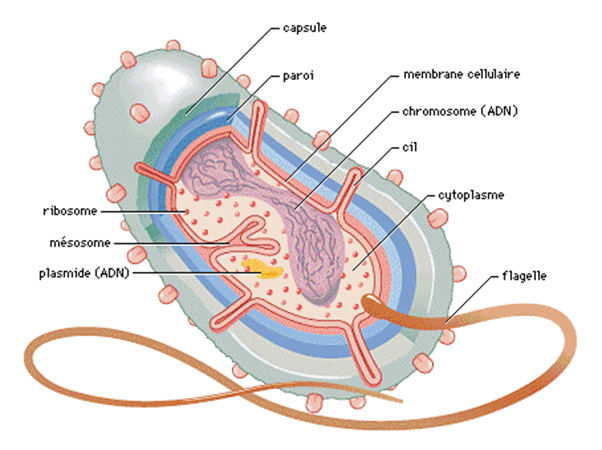 capsule
paroi
membrane cellulaire
chromosome (ADN)
cil
cytoplasme
ribosome
mésosome
plasmide (ADN)
flagelle